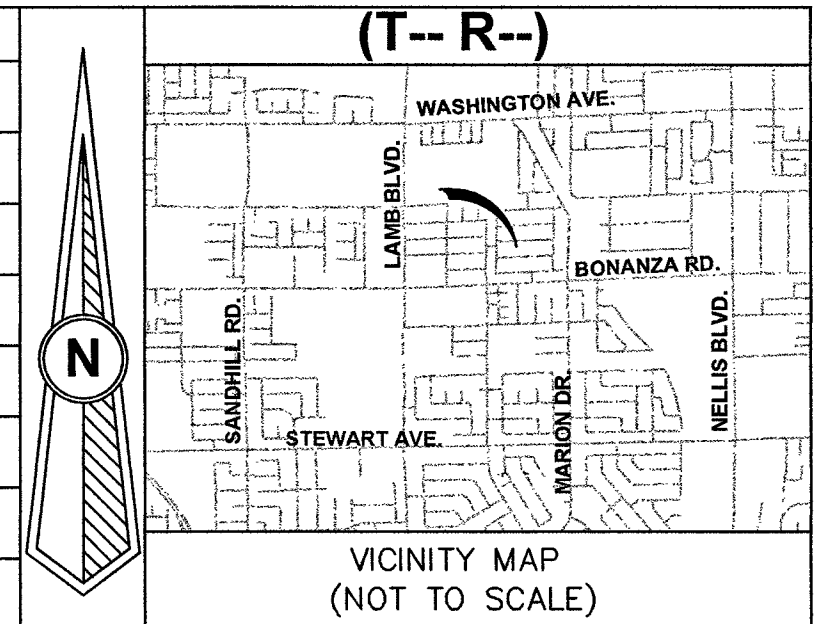 (T-- R--)
WASHINGTON AVE.
LAMB BLVD.
BONANZA RD.
SANDHILL RD.
NELLIS BLVD.
MARION DR.
STEWART AVE.
N
VICINITY MAP
(NOT TO SCALE)